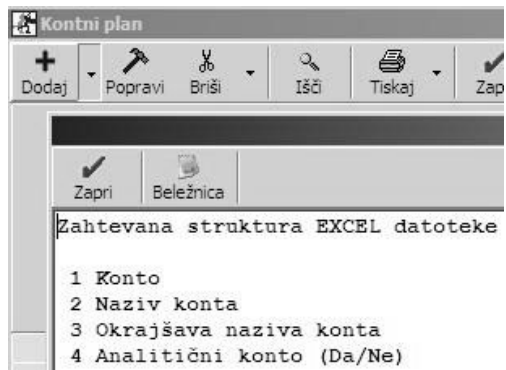 Kontni plan
Dodaj Popravi Briši Išči Tiskaj
Zapri Beležnica
Zahtevana struktura EXCEL datoteke
1 Konto
2 Naziv konta
3 Okrajšava naziva konta
4 Analitični konto (Da/Ne)